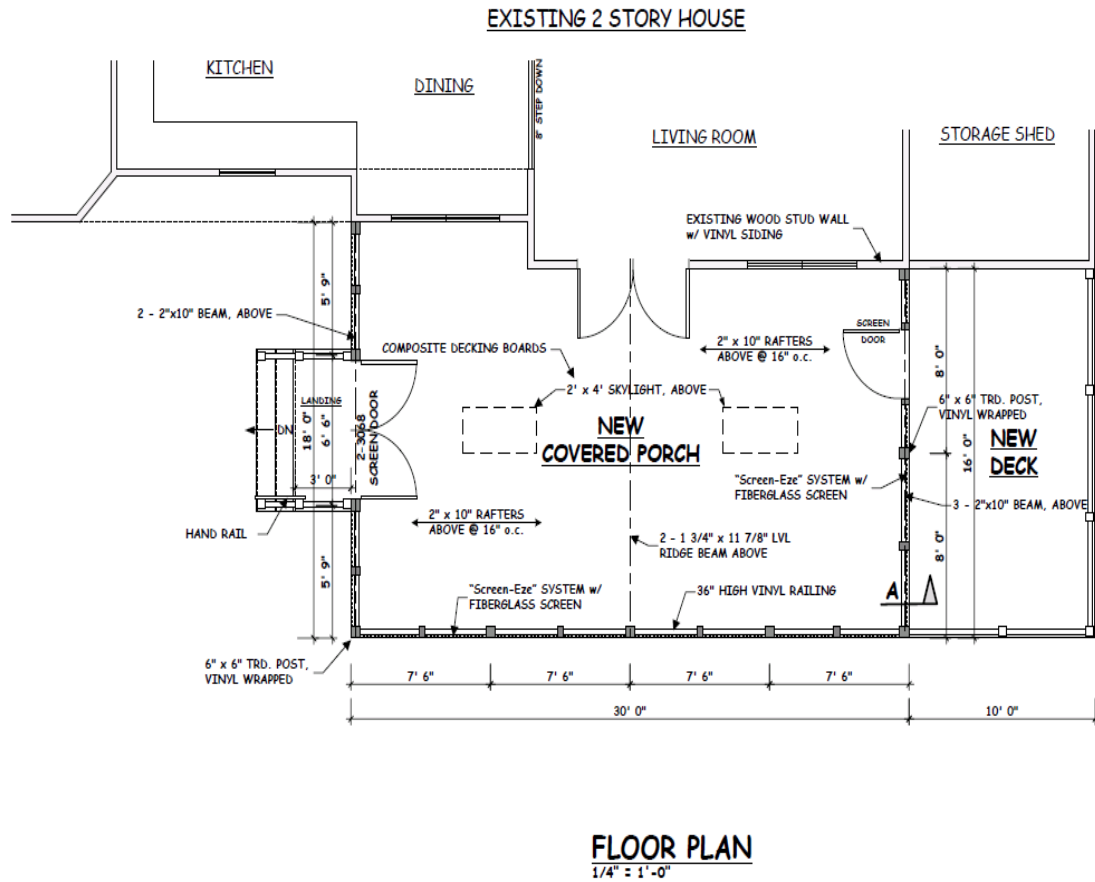 EXISTING 2 STORY HOUSE
KITCHEN
DINING
8" STEP DOWN
LIVING ROOM
STORAGE SHED
EXISTING WOOD STUD WALL
w/ VINYL SIDING
5' 9"
2 - 2"x10" BEAM, ABOVE
SCREEN
DOOR
COMPOSITE DECKING BOARDS
2" x 10" RAFTERS
ABOVE @ 16" o.c.
8' 0"
2' x 4' SKYLIGHT, ABOVE
6" x 6" TRD. POST,
VINYL WRAPPED
LANDING
DN
18' 0"
6' 6"
2-3068
SCREEN DOOR
3' 0"
NEW
COVERED PORCH
16' 0"
NEW
DECK
"Screen-Eze" SYSTEM w/
FIBERGLASS SCREEN
3 - 2"x10" BEAM, ABOVE
HAND RAIL
2" x 10" RAFTERS
ABOVE @ 16" o.c.
2 - 1 3/4" x 11 7/8" LVL
RIDGE BEAM ABOVE
8' 0"
5' 9"
"Screen-Eze" SYSTEM w/
FIBERGLASS SCREEN
36" HIGH VINYL RAILING
A
6" x 6" TRD. POST,
VINYL WRAPPED
7' 6"
7' 6"
7' 6"
7' 6"
30' 0"
10' 0"
FLOOR PLAN
1/4" = 1'-0"